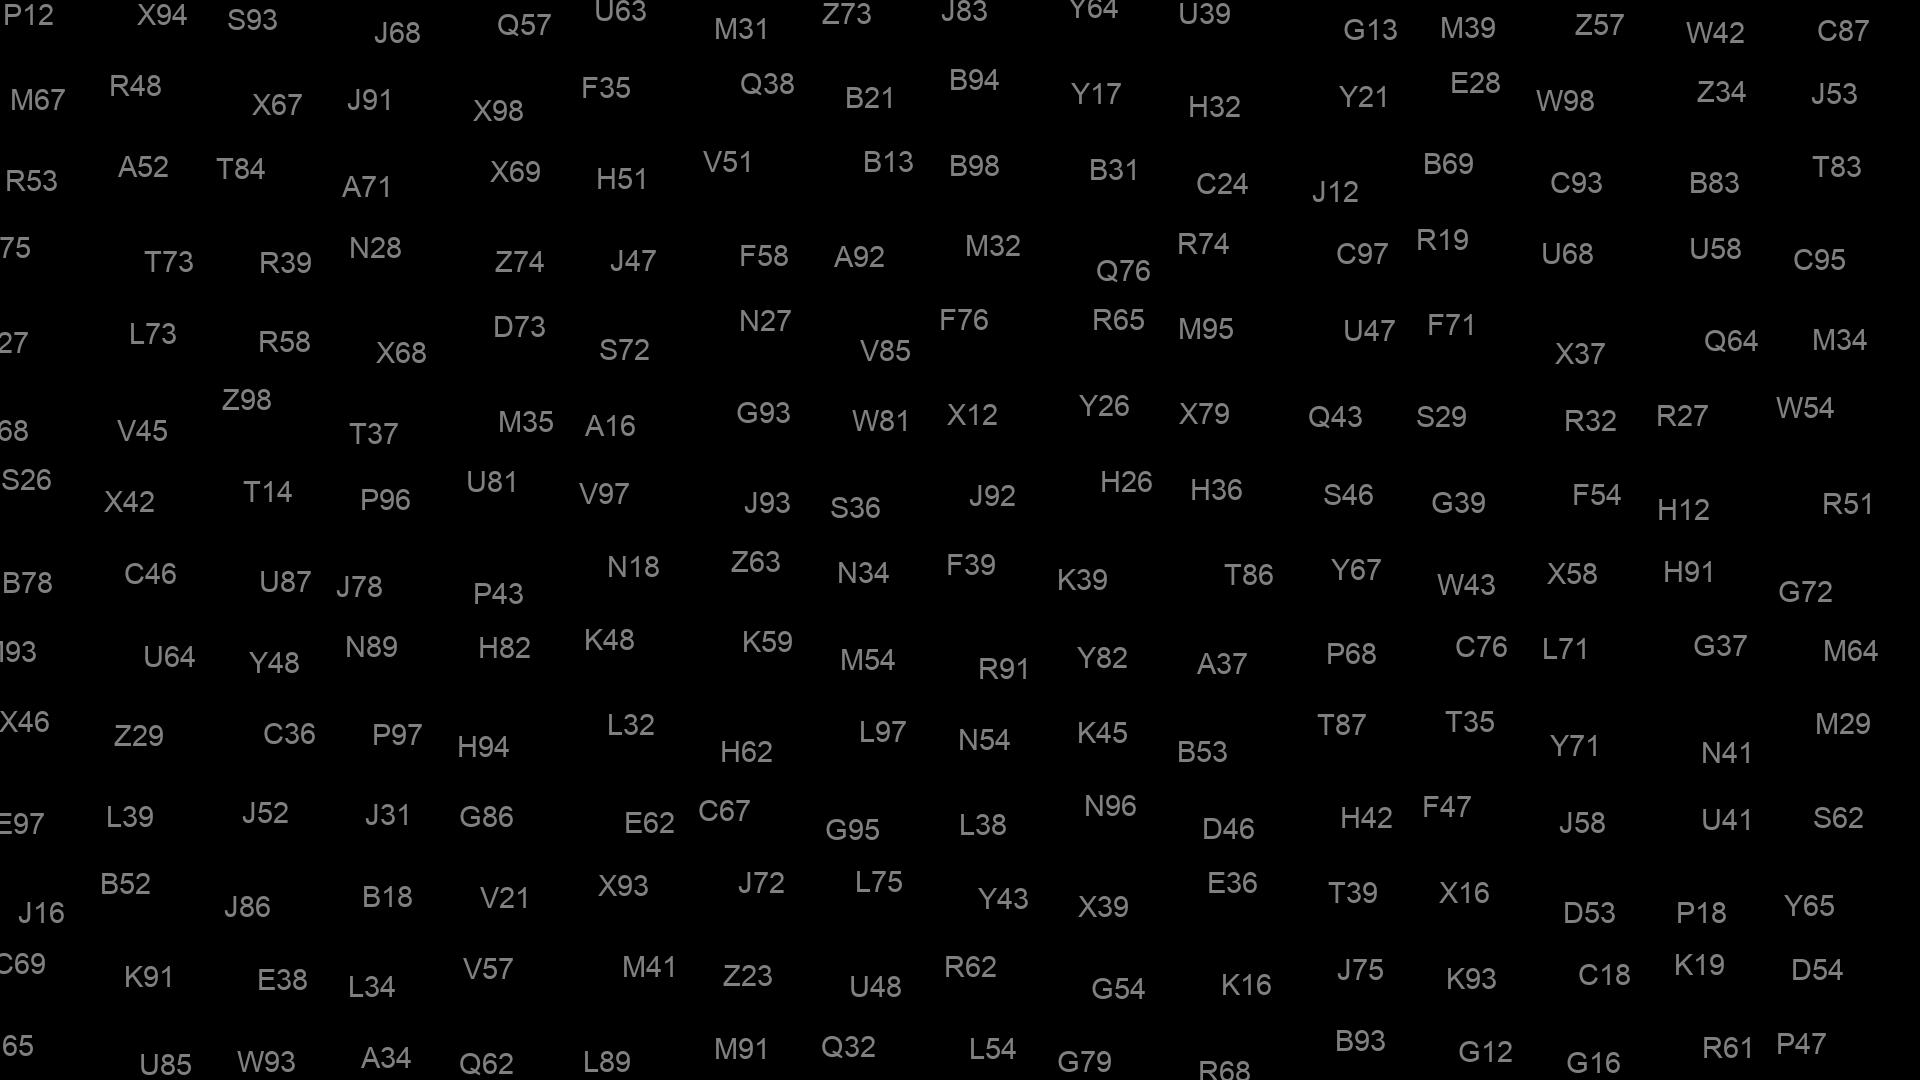 P12 X94 S93 J68 Q57 U63 M31 Z73 J83 Y64 U39 G13 M39 Z57 W42 C87
M67 R48 X67 J91 X98 F35 Q38 B21 B94 Y17 H32 Y21 E28 W98 Z34 J53
R53 A52 T84 A71 X69 H51 V51 B13 B98 B31 C24 J12 B69 C93 B83 T83
75 T73 R39 N28 Z74 J47 F58 A92 M32 Q76 R74 C97 R19 U68 U58 C95
27 L73 R58 X68 D73 S72 N27 V85 F76 R65 M95 U47 F71 X37 Q64 M34
68 V45 Z98 T37 M35 A16 G93 W81 X12 Y26 X79 Q43 S29 R32 R27 W54
S26 X42 T14 P96 U81 V97 J93 S36 J92 H26 H36 S46 G39 F54 H12 R51
B78 C46 U87 J78 P43 N18 Z63 N34 F39 K39 T86 Y67 W43 X58 H91 G72
93 U64 Y48 N89 H82 K48 K59 M54 R91 Y82 A37 P68 C76 L71 G37 M64
X46 Z29 C36 P97 H94 L32 H62 L97 N54 K45 B53 T87 T35 Y71 N41 M29
E97 L39 J52 J31 G86 E62 C67 G95 L38 N96 D46 H42 F47 J58 U41 S62
J16 B52 J86 B18 V21 X93 J72 L75 Y43 X39 E36 T39 X16 D53 P18 Y65
C69 K91 E38 L34 V57 M41 Z23 U48 R62 G54 K16 J75 K93 C18 K19 D54
65 U85 W93 A34 Q62 L89 M91 Q32 L54 G79 R68 B93 G12 G16 R61 P47